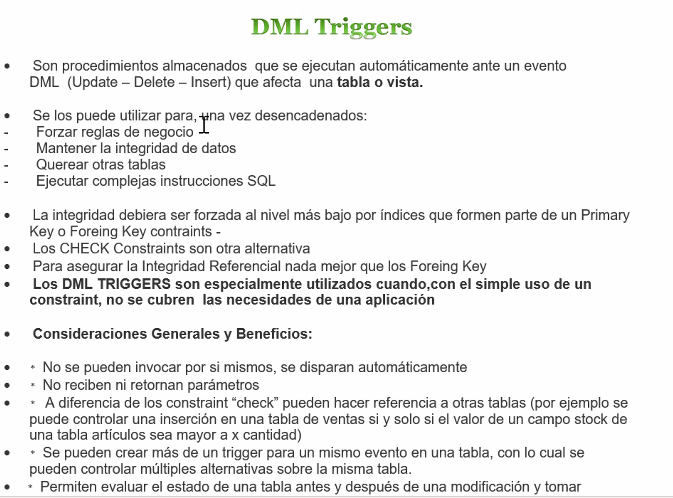 DML Triggers
• Son procedimientos almacenados que se ejecutan automáticamente ante un evento
DML (Update – Delete – Insert) que afecta una tabla o vista.
• Se los puede utilizar para, una vez desencadenados:
- Forzar reglas de negocio
- Mantener la integridad de datos
- Querear otras tablas
- Ejecutar complejas instrucciones SQL
• La integridad debiera ser forzada al nivel más bajo por índices que formen parte de un Primary
Key o Foreing Key contraints -
• Los CHECK Constraints son otra alternativa
• Para asegurar la Integridad Referencial nada mejor que los Foreing Key
• Los DML TRIGGERS son especialmente utilizados cuando,con el simple uso de un
constraint, no se cubren las necesidades de una aplicación
• Consideraciones Generales y Beneficios:
• * No se pueden invocar por si mismos, se disparan automáticamente
• * No reciben ni retornan parámetros
• * A diferencia de los constraint “check” pueden hacer referencia a otras tablas (por ejemplo se
puede controlar una inserción en una tabla de ventas si y solo si el valor de un campo stock de
una tabla artículos sea mayor a x cantidad)
• * Se pueden crear más de un trigger para un mismo evento en una tabla, con lo cual se
pueden controlar múltiples alternativas sobre la misma tabla.
• * Permiten evaluar el estado de una tabla antes y después de una modificación y tomar